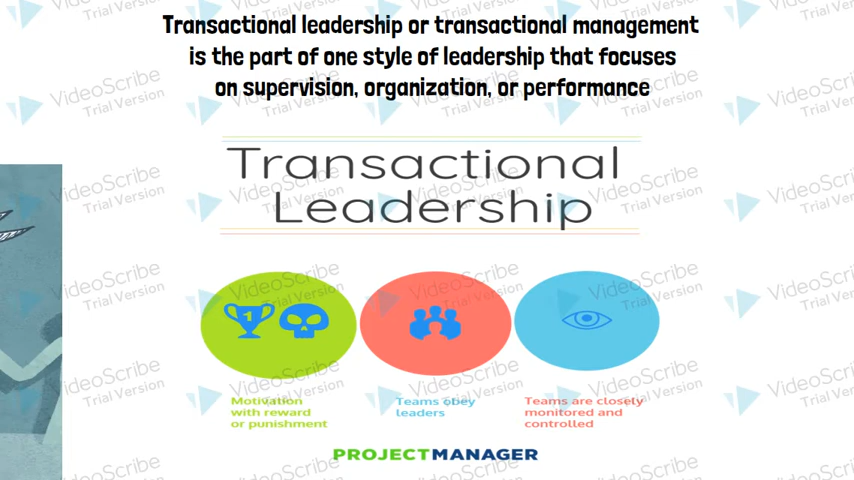 Transactional leadership or transactional management
is the part of one style of leadership that focuses
on supervision, organization, or performance
Transactional
Leadership
1
Motivation
with reward
or punishment
Teams obey
leaders
Teams are closely
monitored and
controlled
PROJECTMANAGER
VideoScribe
Trial Version